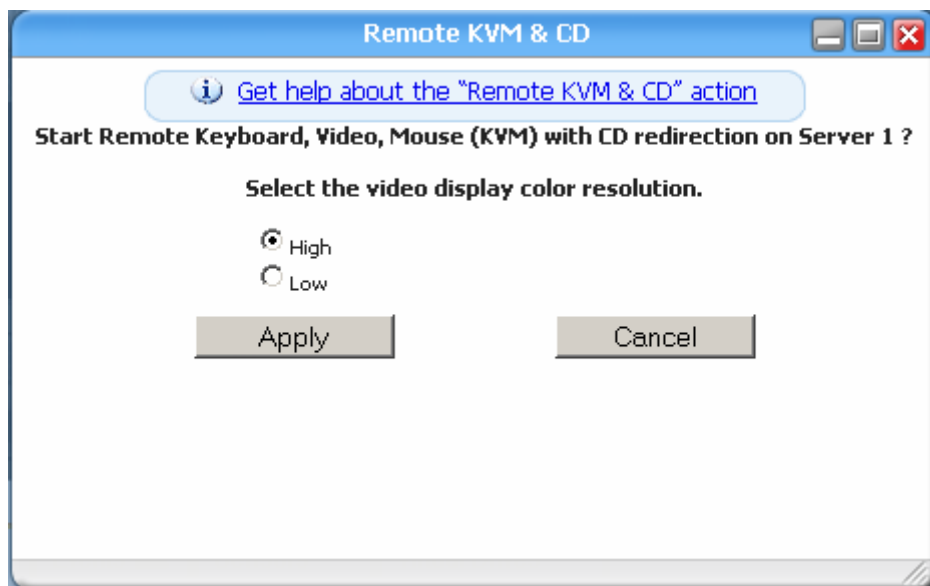 Remote KVM & CD
Get help about the "Remote KVM & CD" action
Start Remote Keyboard, Video, Mouse (KVM) with CD redirection on Server 1 ?
Select the video display color resolution.
High
Low
Apply Cancel